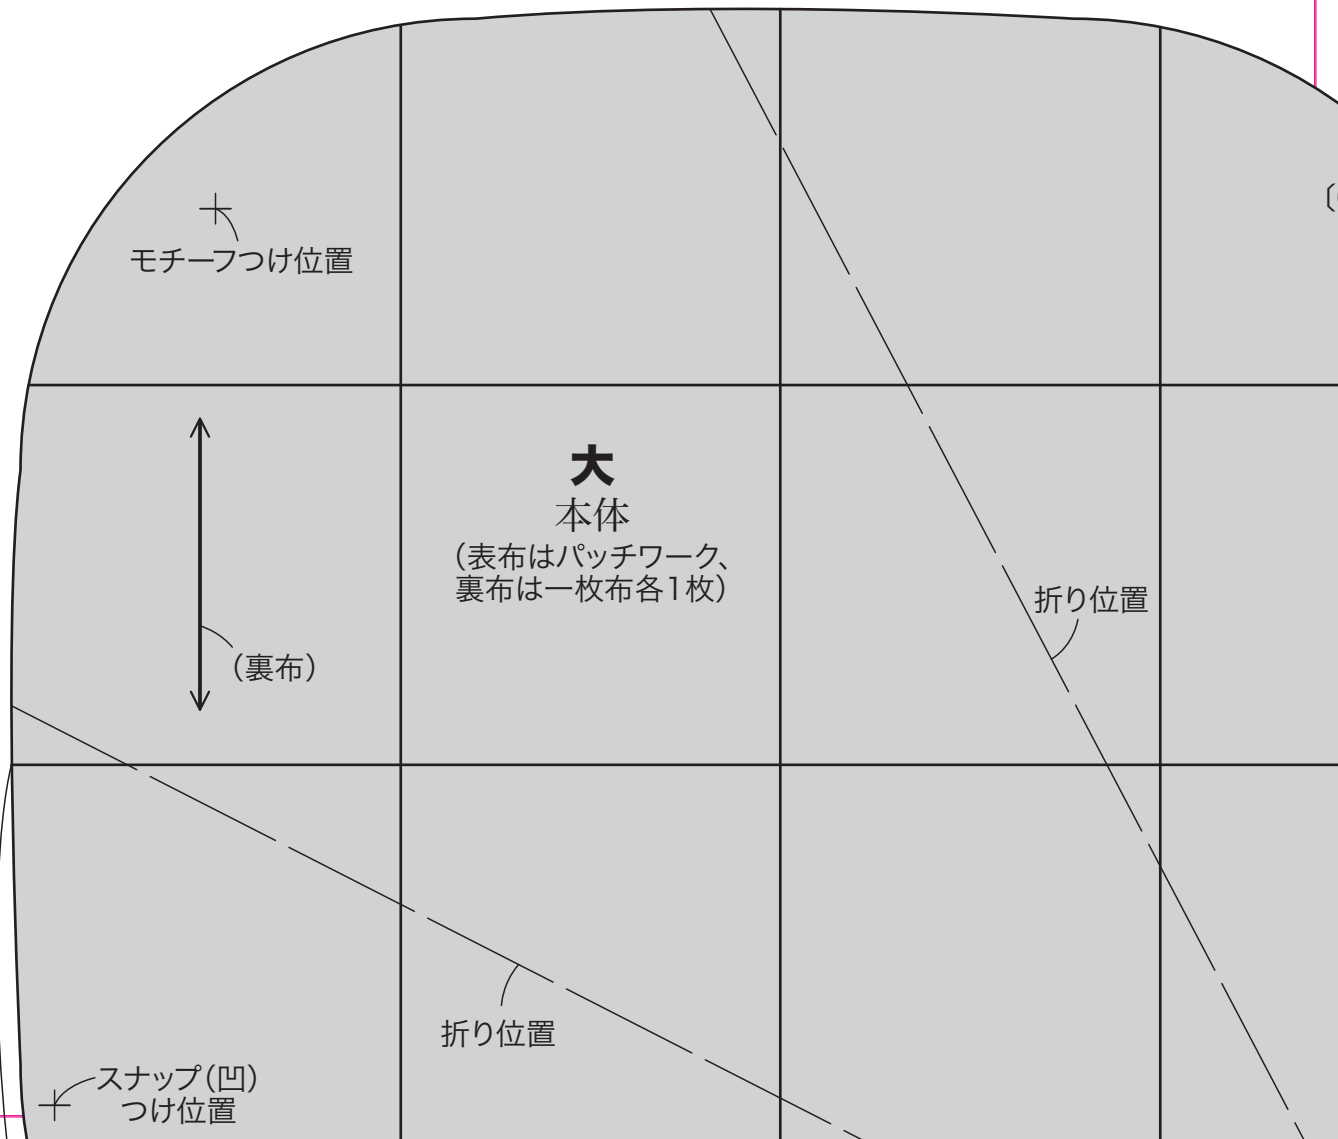 モチーフつけ位置
大
本体
（表布はパッチワーク、
裏布は一枚布各1枚）
折り位置
（裏布）
折り位置
スナップ（凹）
つけ位置